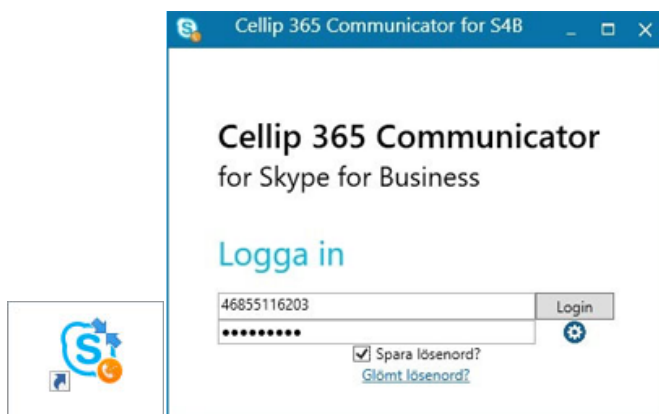 Cellip 365 Communicator for S4B
Cellip 365 Communicator
for Skype for Business
Logga in
46855116203
Login
•••••••••
Spara lösenord?
Glömt lösenord?